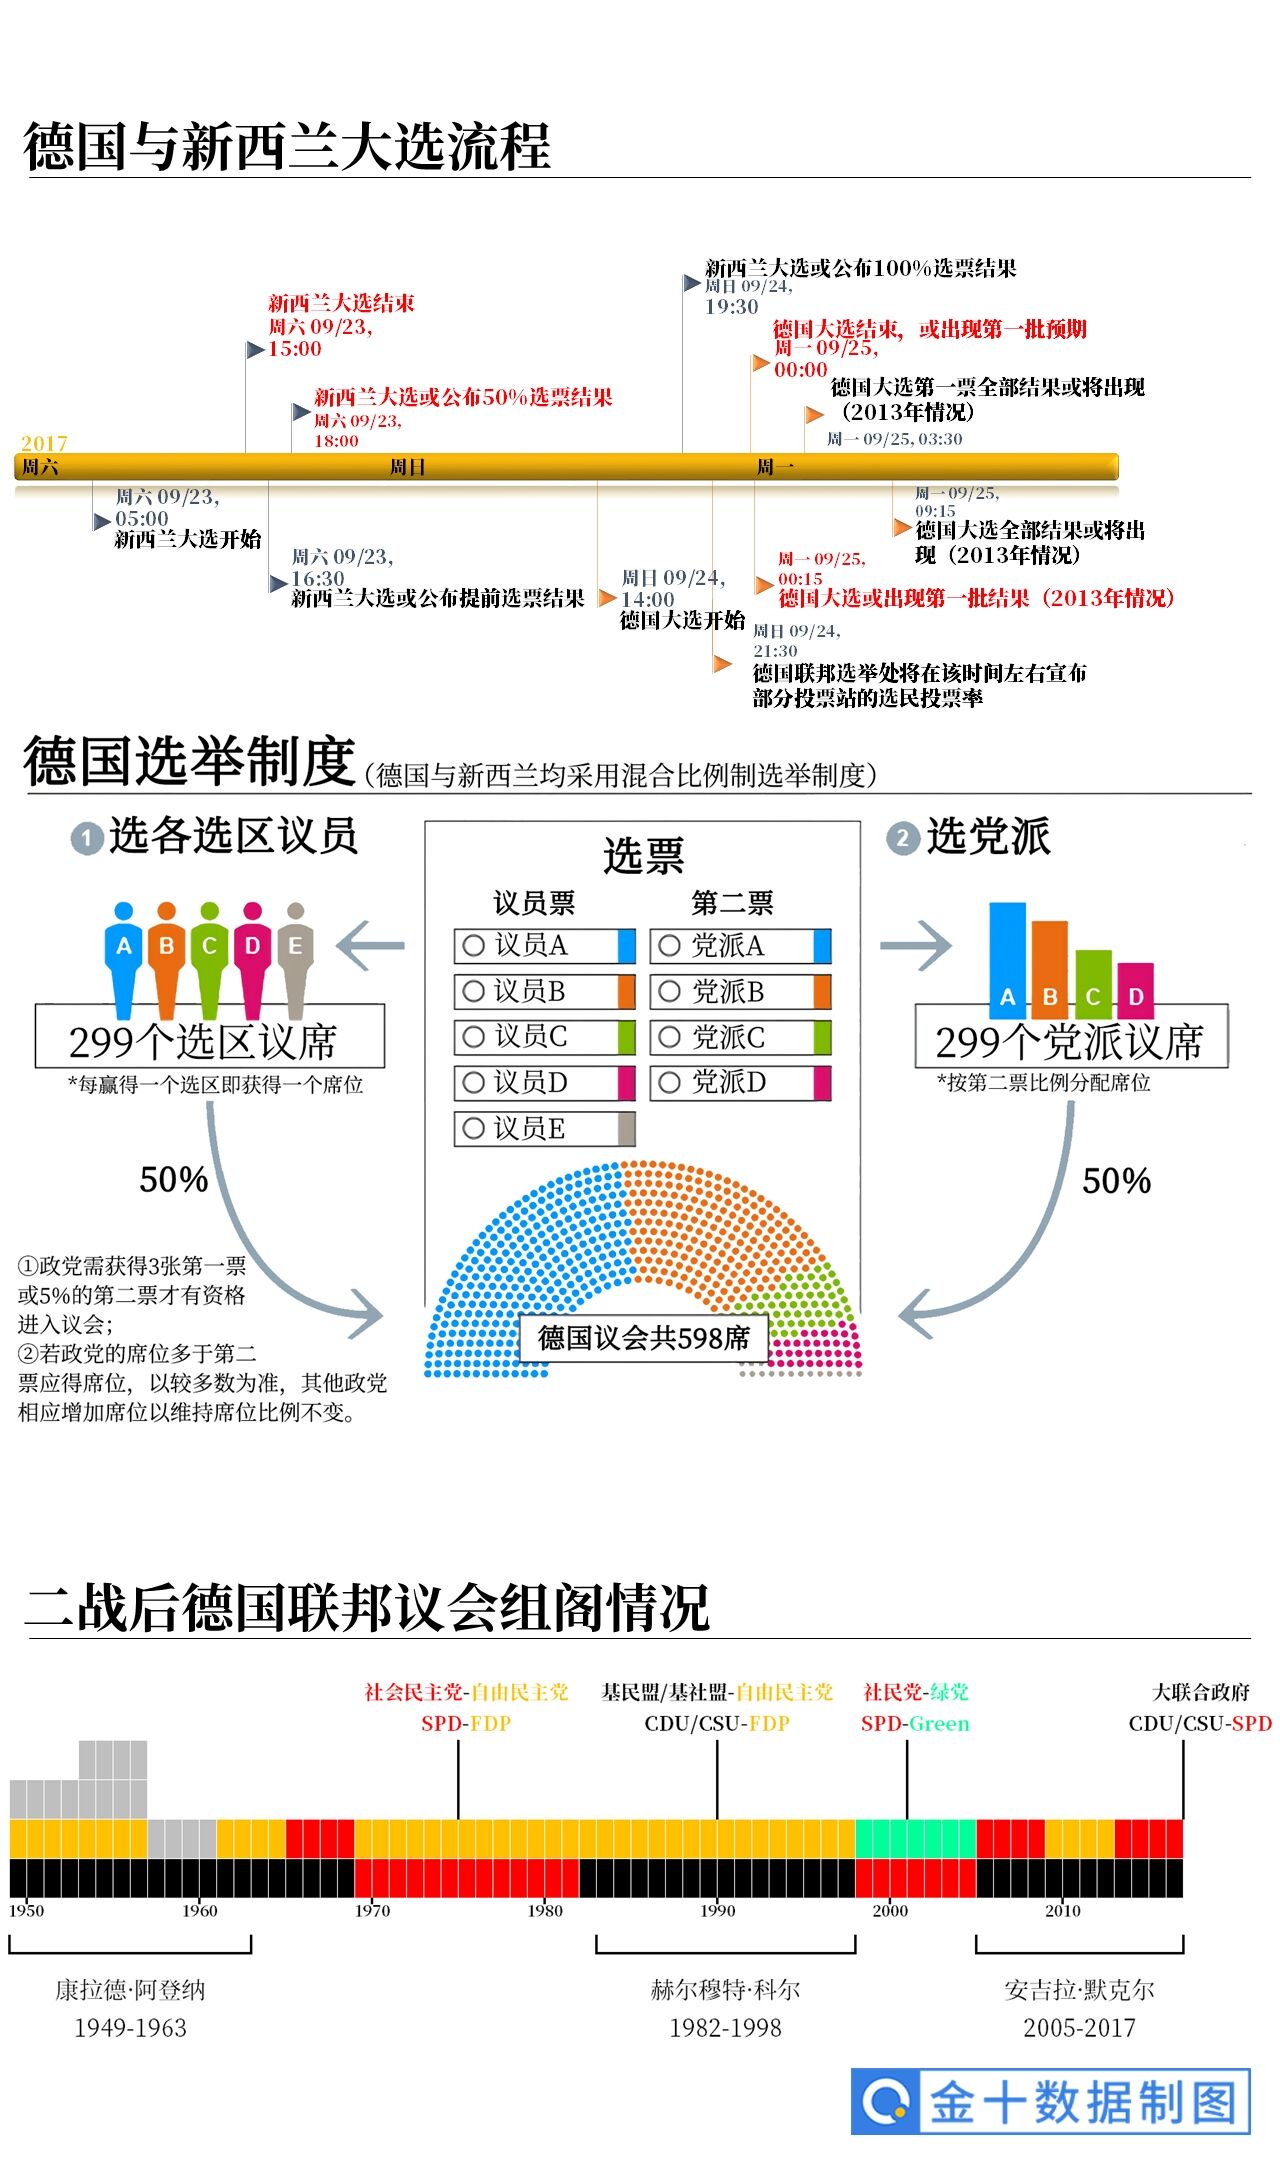 德国与新西兰大选流程
新西兰大选或公布100%选票结果
周日 09/24,
19:30
新西兰大选结束
周六 09/23,
15:00
德国大选结束，或出现第一批预期
周一 09/25,
00:00
新西兰大选或公布50%选票结果
周六 09/23,
18:00
德国大选第一票全部结果或将出现
（2013年情况）
周一 09/25, 03:30
2017
周六
周日
周一
周六 09/23,
05:00
新西兰大选开始
周一 09/25,
09:15
德国大选全部结果或将出
现（2013年情况）
周六 09/23,
16:30
新西兰大选或公布提前选票结果
周日 09/24,
14:00
德国大选开始
周一 09/25,
00:15
德国大选或出现第一批结果（2013年情况）
周日 09/24,
21:30
德国联邦选举处将在该时间左右宣布
部分投票站的选民投票率
德国选举制度（德国与新西兰均采用混合比例制选举制度）
1 选各选区议员
A B C D E
299个选区议席
*每赢得一个选区即获得一个席位
50%
选票
议员票 第二票
议员A 党派A
议员B 党派B
议员C 党派C
议员D 党派D
议员E
德国议会共598席
2 选党派
A B C D
299个党派议席
*按第二票比例分配席位
50%
①政党需获得3张第一票
或5%的第二票才有资格
进入议会；
②若政党的席位多于第二
票应得席位，以较多数为准，其他政党
相应增加席位以维持席位比例不变。
二战后德国联邦议会组阁情况
社会民主党-自由民主党
SPD-FDP
基民盟/基社盟-自由民主党
CDU/CSU-FDP
社民党-绿党
SPD-Green
大联合政府
CDU/CSU-SPD
1950 1960 1970 1980 1990 2000 2010
康拉德·阿登纳
1949-1963
赫尔穆特·科尔
1982-1998
安吉拉·默克尔
2005-2017
金十数据制图